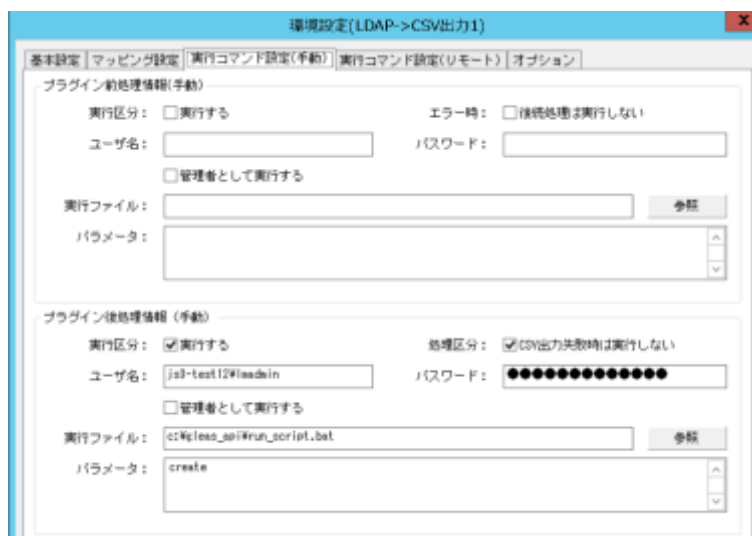 環境設定(LDAP->CSV出力1)
X
基本設定 マッピング設定 実行コマンド設定(手動) 実行コマンド設定(リモート) オプション
プラグイン前処理情報(手動)
実行区分： 実行する エラー時： 後続処理は実行しない
ユーザ名： パスワード：
管理者として実行する
実行ファイル： 参照
パラメータ：
プラグイン後処理情報 (手動)
実行区分： 実行する 処理区分： CSV出力失敗時は実行しない
ユーザ名： パスワード： ●●●●●●●●●●●●●
管理者として実行する
実行ファイル： c:¥gleas_api¥run_script.bat 参照
パラメータ： create